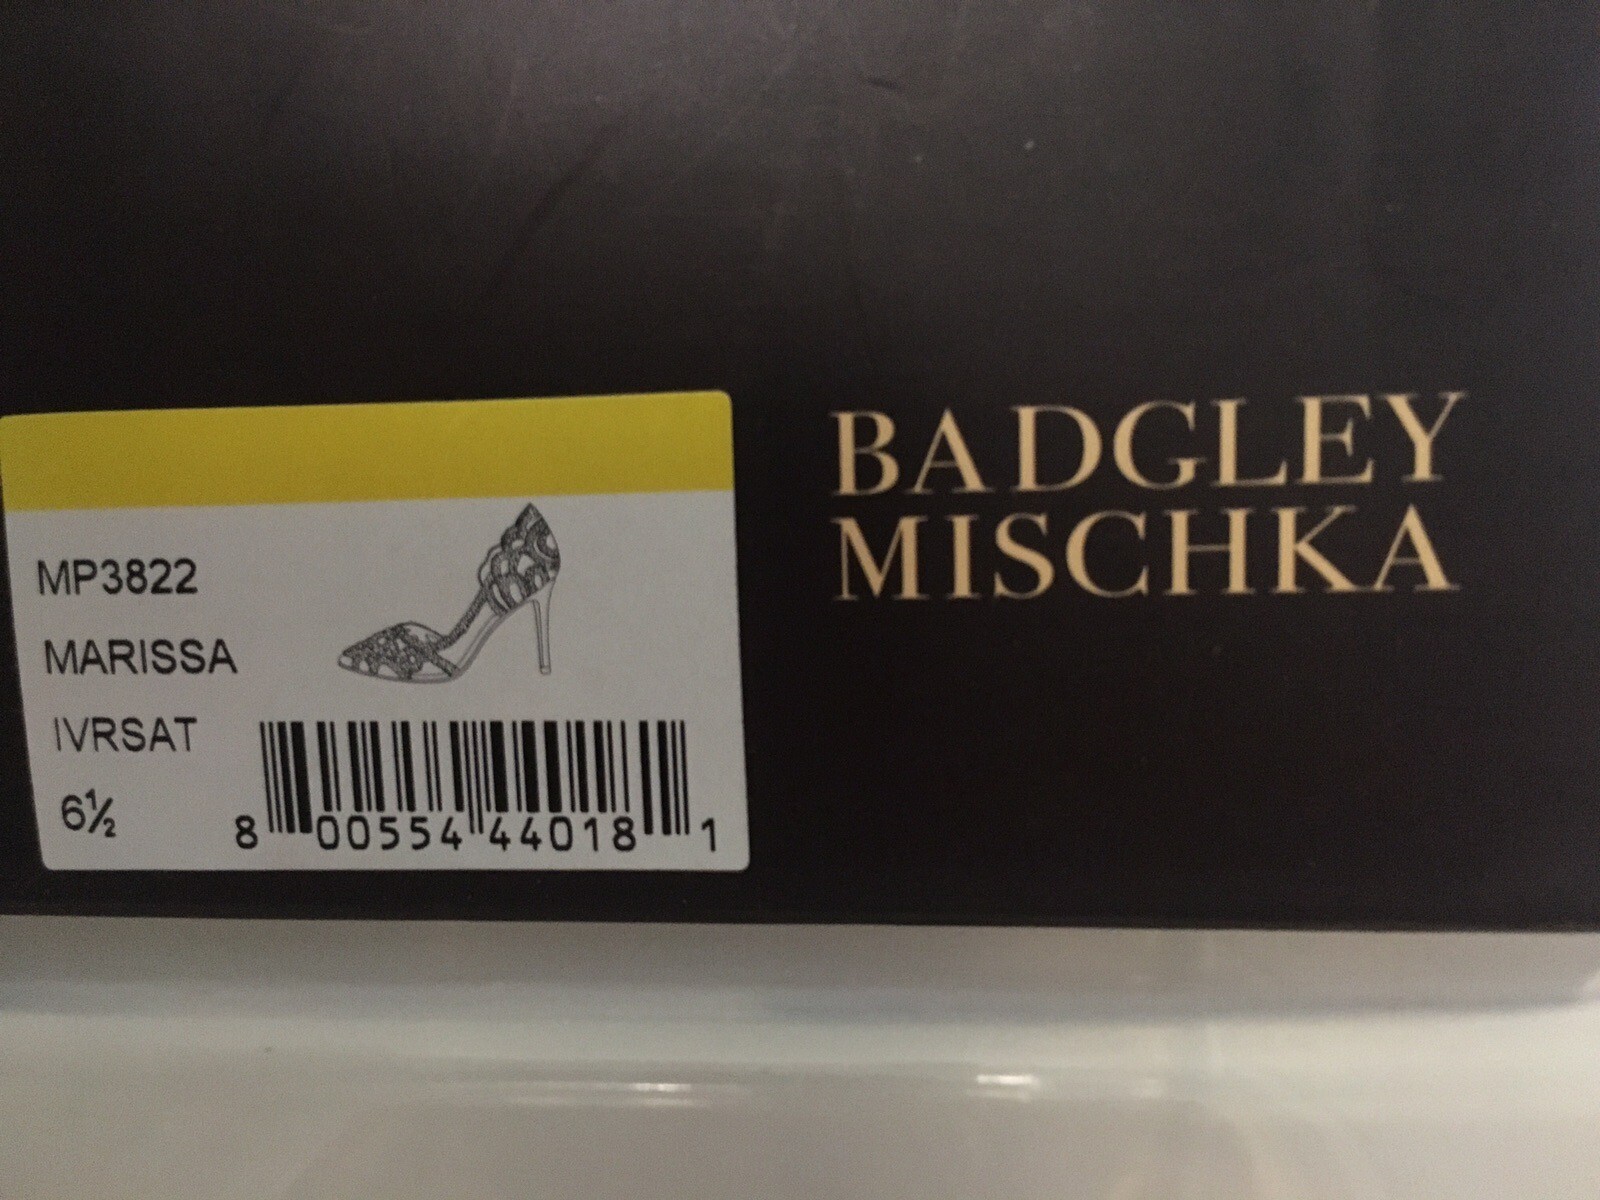 MP3822
MARISSA
IVRSAT
6½
8 00554 44018 1
BADGLEY
MISCHKA